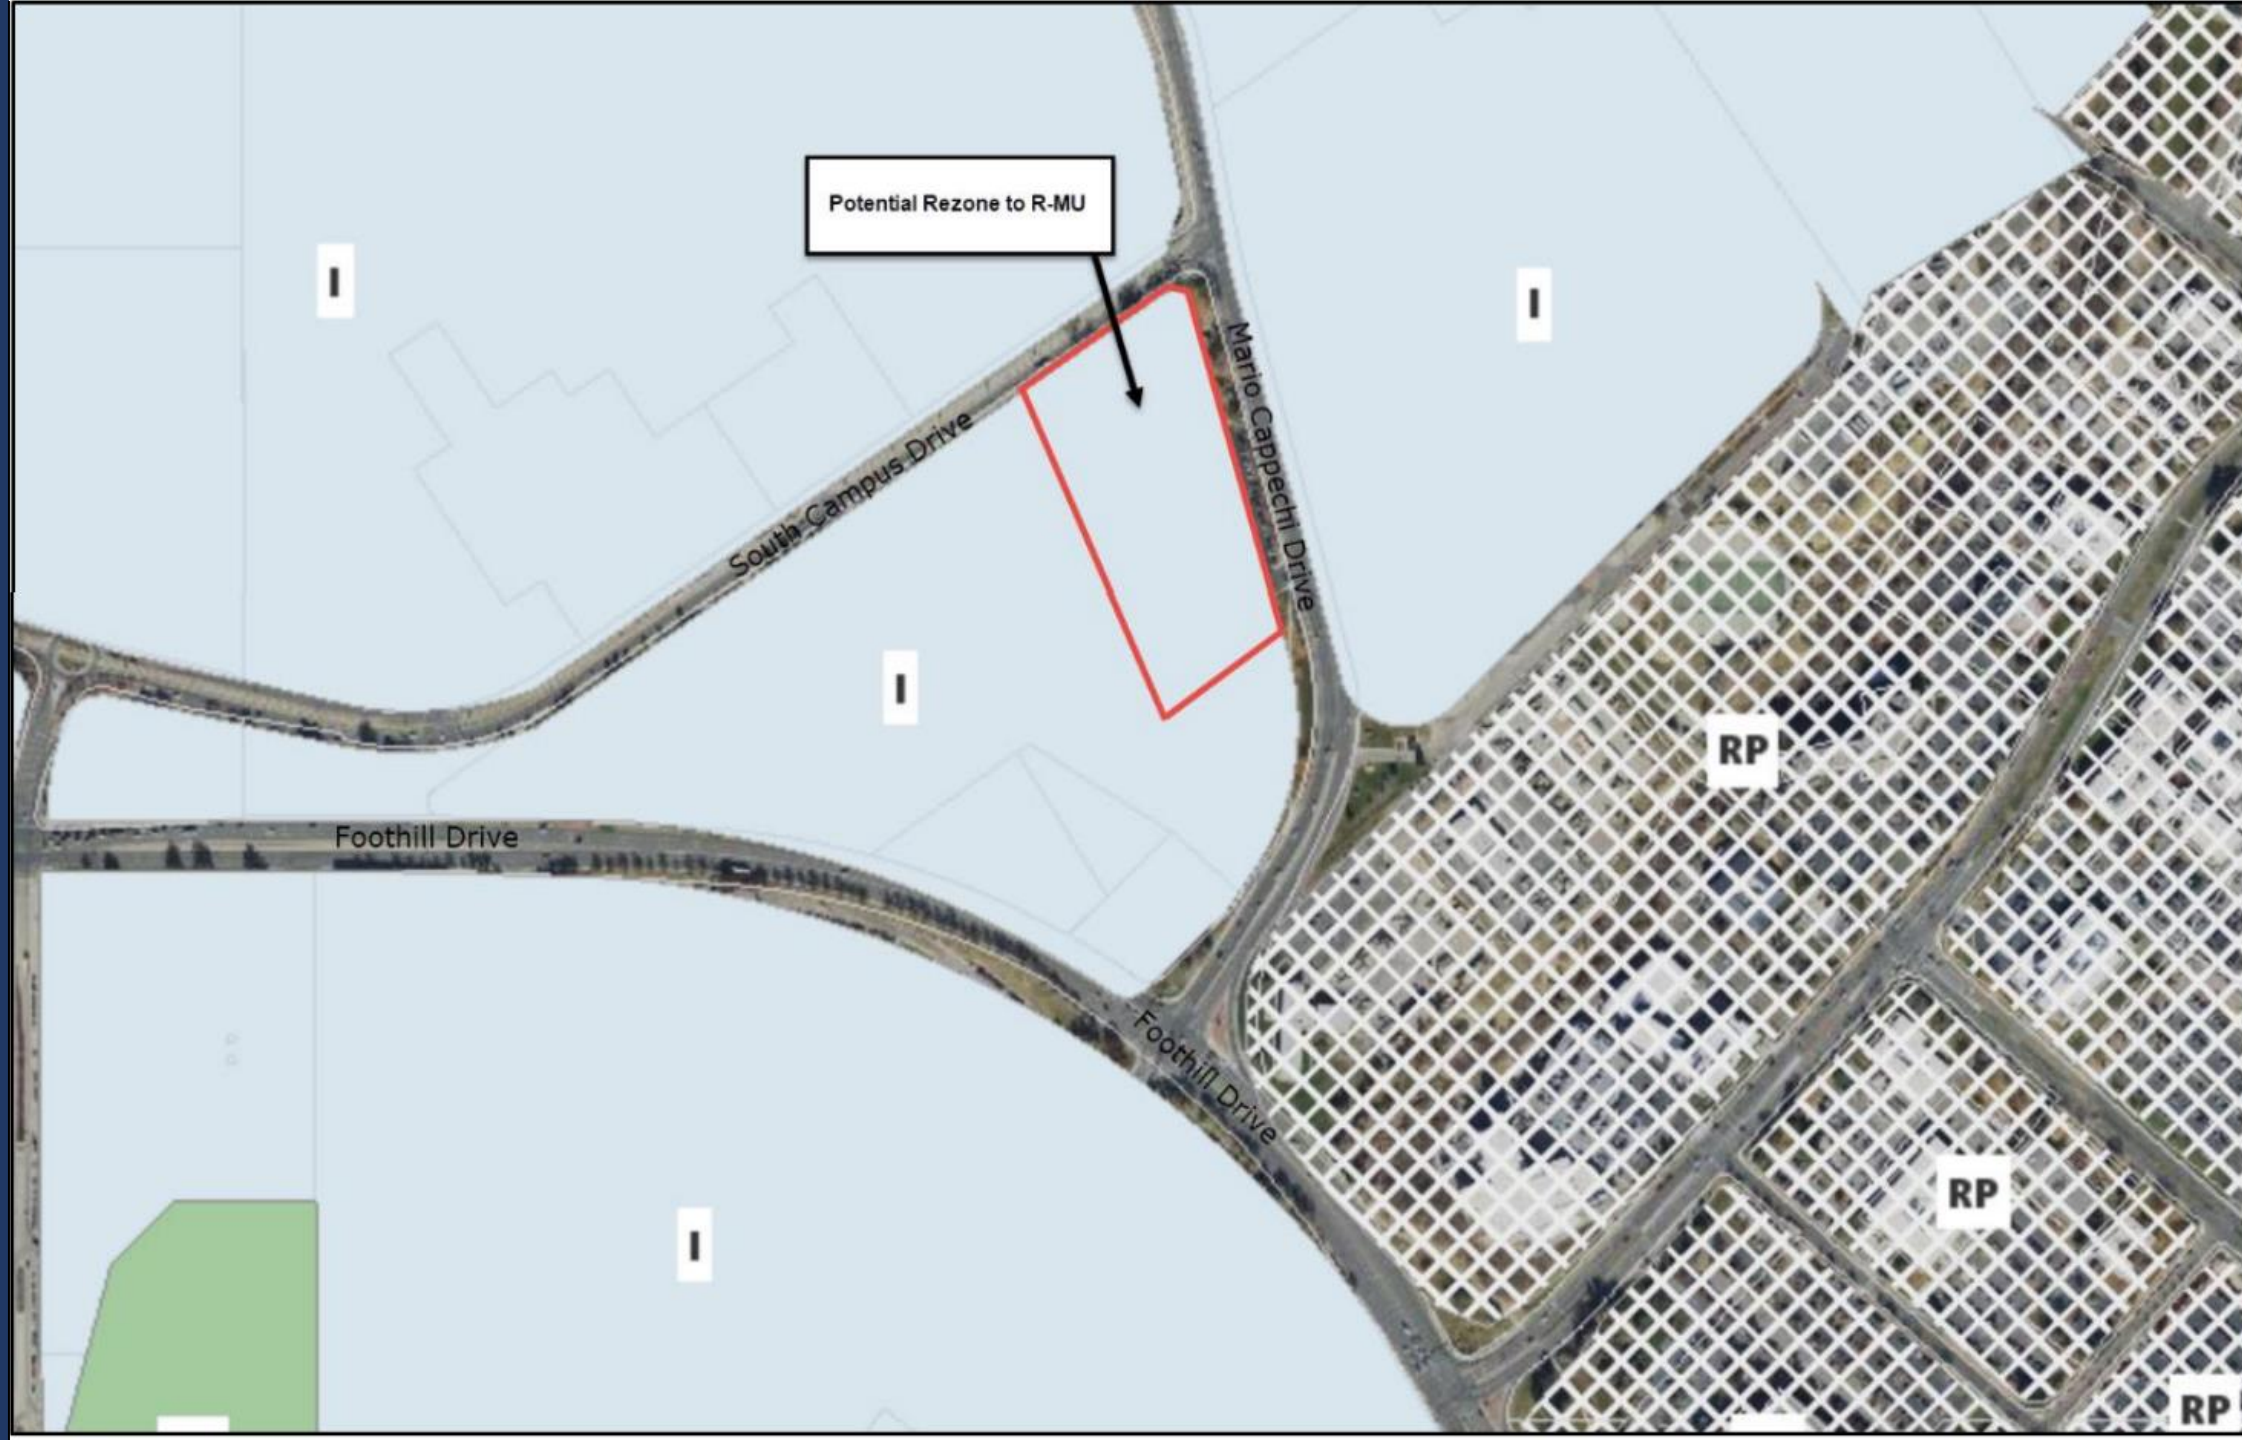 Potential Rezone to R-MU
I
I
Mario Cappechi Drive
South Campus Drive
I
RP
Foothill Drive
Foothill Drive
RP
I
RP